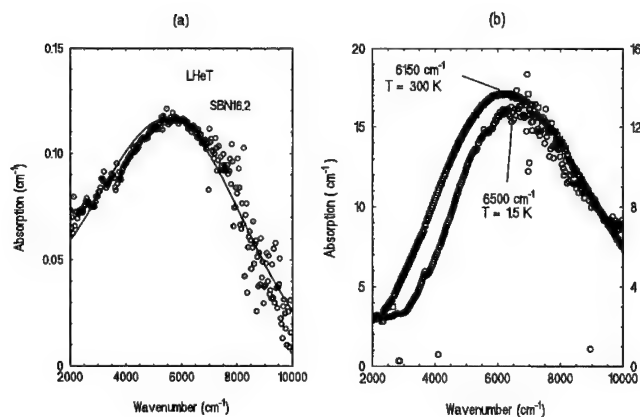 (a)
(b)
0.15
0.10
0.05
0
2000 4000 6000 8000 10000
Absorption (cm⁻¹)
Wavenumber (cm⁻¹)
LHeT
SBN16.2
20
15
10
5
0
16
12
8
4
0
2000 4000 6000 8000 10000
Absorption ( cm⁻¹)
Wavenumber (cm⁻¹)
6150 cm⁻¹
T = 300 K
6500 cm⁻¹